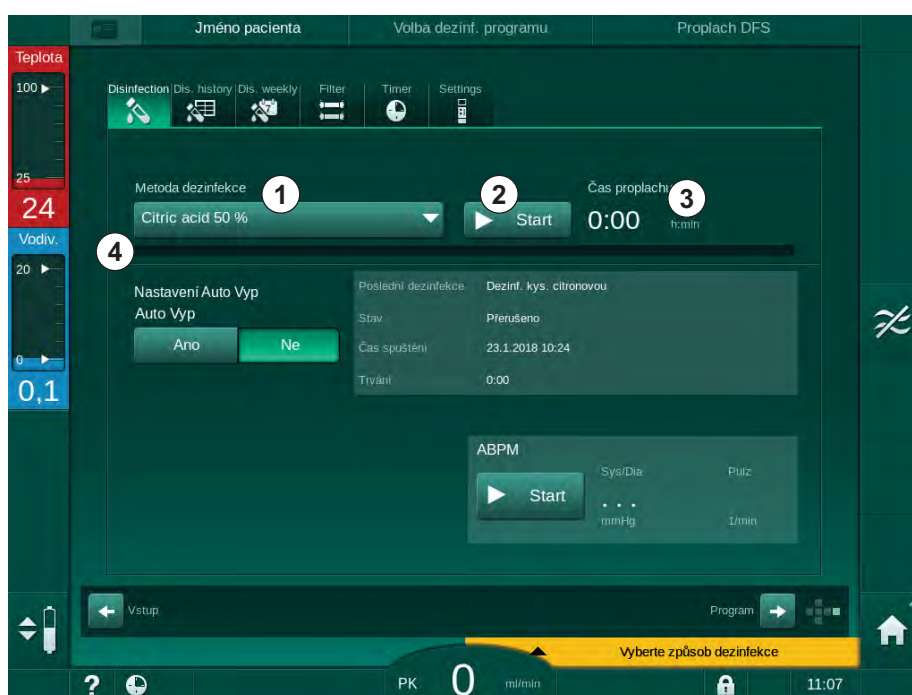 Jméno pacienta Volba dezinf. programu Proplach DFS
Teplota
100
25
24
Vodiv.
20
0
0,1
Disinfection Dis. history Dis. weekly Filter Timer Settings
7
Metoda dezinfekce 1 2 Čas proplachu 3
Citric acid 50 % Start 0:00 h:min
4
Nastavení Auto Vyp
Auto Vyp
Ano Ne
Poslední dezinfekce Dezinf. kys. citronovou
Stav Přerušeno
Čas spuštění 23.1.2018 10:24
Trvání 0:00
ABPM
Sys/Dia Pulz
Start . . .
mmHg 1/min
Vstup Program
Vyberte způsob dezinfekce
? PK 0 ml/min 11:07